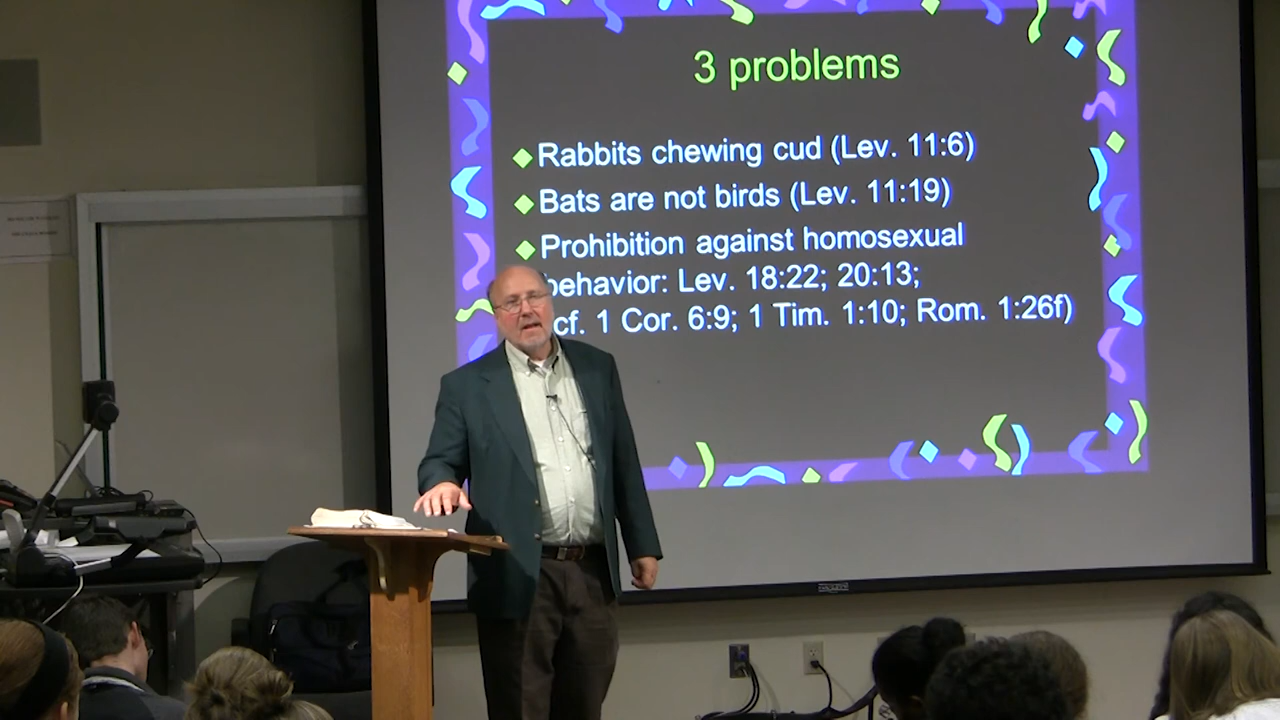 3 problems
Rabbits chewing cud (Lev. 11:6)
Bats are not birds (Lev. 11:19)
Prohibition against homosexual
behavior: Lev. 18:22; 20:13;
cf. 1 Cor. 6:9; 1 Tim. 1:10; Rom. 1:26f)